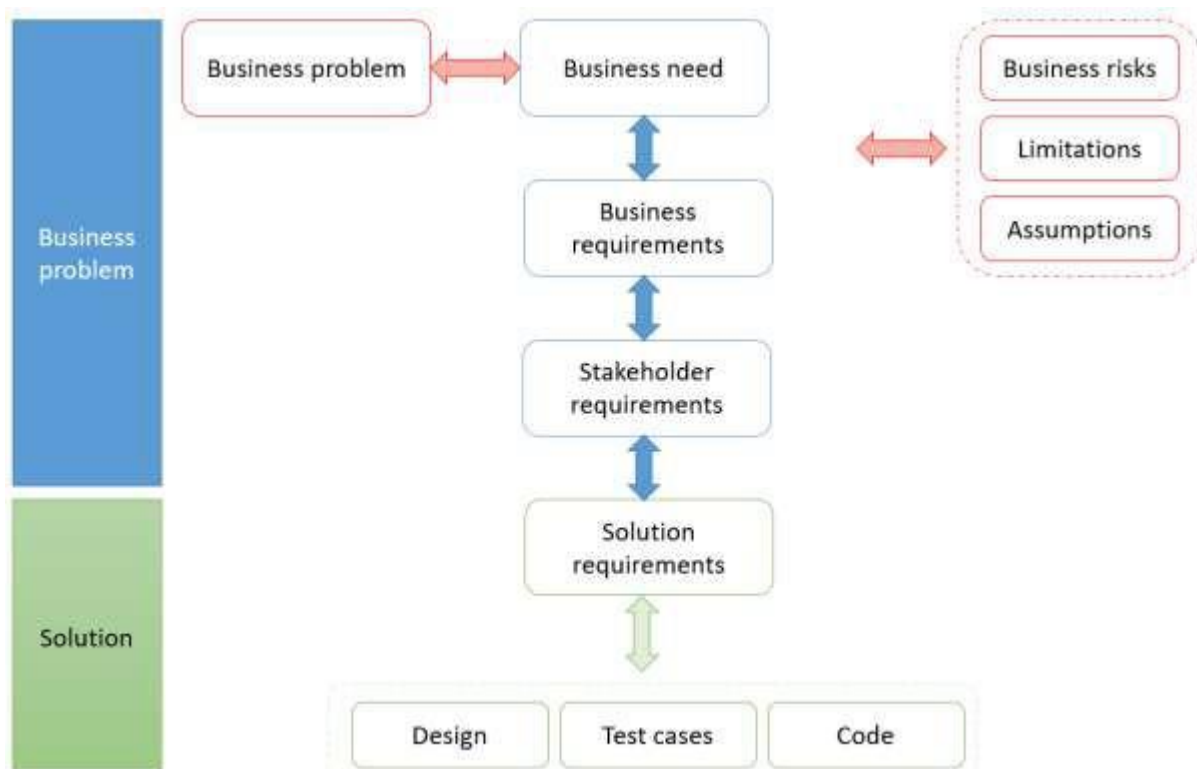 Business problem
Business need
Business risks
Limitations
Assumptions
Business
problem
Business
requirements
Stakeholder
requirements
Solution
requirements
Solution
Design
Test cases
Code